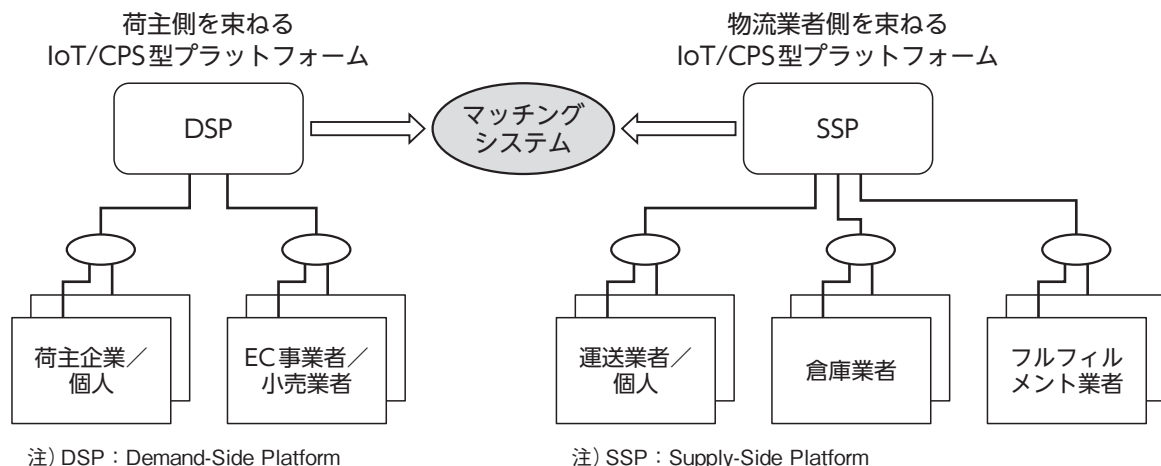 荷主側を束ねる
IoT/CPS型プラットフォーム
物流業者側を束ねる
IoT/CPS型プラットフォーム
DSP
マッチング
システム
SSP
荷主企業／
個人
EC事業者／
小売業者
運送業者／
個人
倉庫業者
フルフィル
メント業者
注）DSP：Demand-Side Platform
注）SSP：Supply-Side Platform